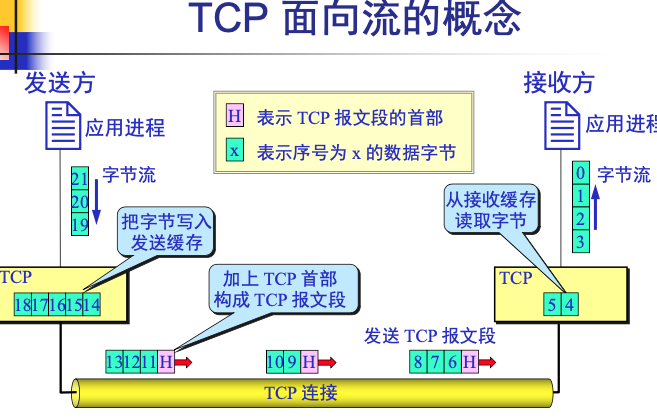 TCP 面向流的概念
发送方
接收方
H 表示 TCP 报文段的首部
x 表示序号为 x 的数据字节
应用进程
应用进程
21
20
19
字节流
0
1
2
3
字节流
把字节写入
发送缓存
从接收缓存
读取字节
TCP
18 17 16 15 14
加上 TCP 首部
构成 TCP 报文段
TCP
5 4
发送 TCP 报文段
13 12 11 H
10 9 H
8 7 6 H
TCP 连接